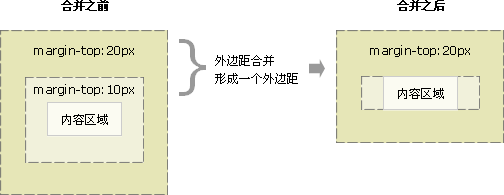 合并之前
合并之后
margin-top: 20px
margin-top: 10px
内容区域
外边距合并
形成一个外边距
margin-top: 20px
内容区域